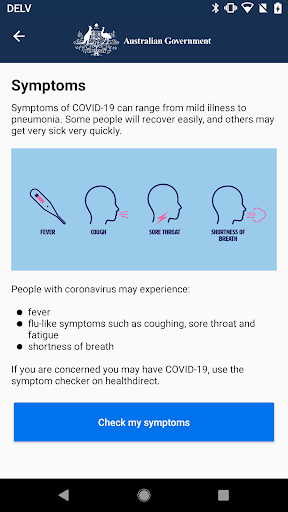 DELV
Australian Government
Symptoms
Symptoms of COVID-19 can range from mild illness to
pneumonia. Some people will recover easily, and others may
get very sick very quickly.
FEVER
COUGH
SORE THROAT
SHORTNESS OF
BREATH
People with coronavirus may experience:
fever
flu-like symptoms such as coughing, sore throat and
fatigue
shortness of breath
If you are concerned you may have COVID-19, use the
symptom checker on healthdirect.
Check my symptoms